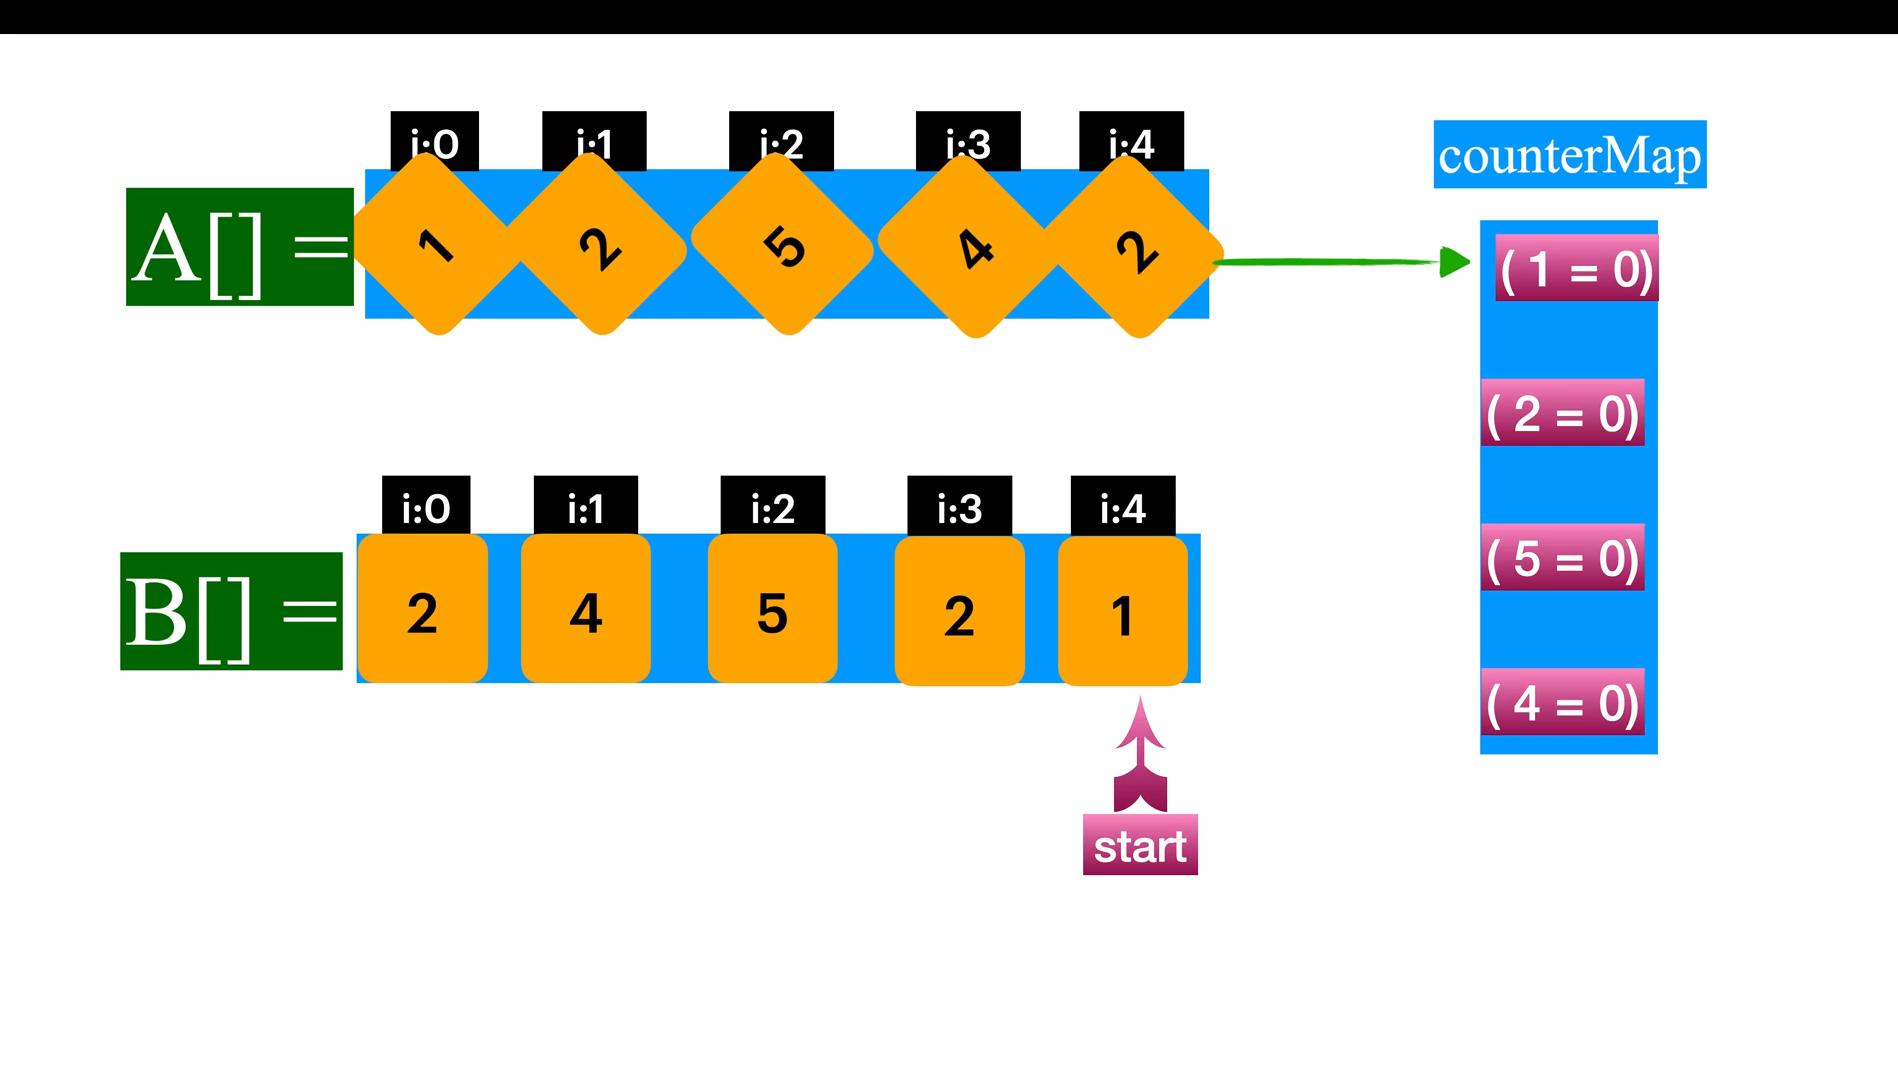 i:0 i:1 i:2 i:3 i:4
counterMap
A[] = 1 2 5 4 2
( 1 = 0)
( 2 = 0)
i:0 i:1 i:2 i:3 i:4
( 5 = 0)
B[] = 2 4 5 2 1
( 4 = 0)
start